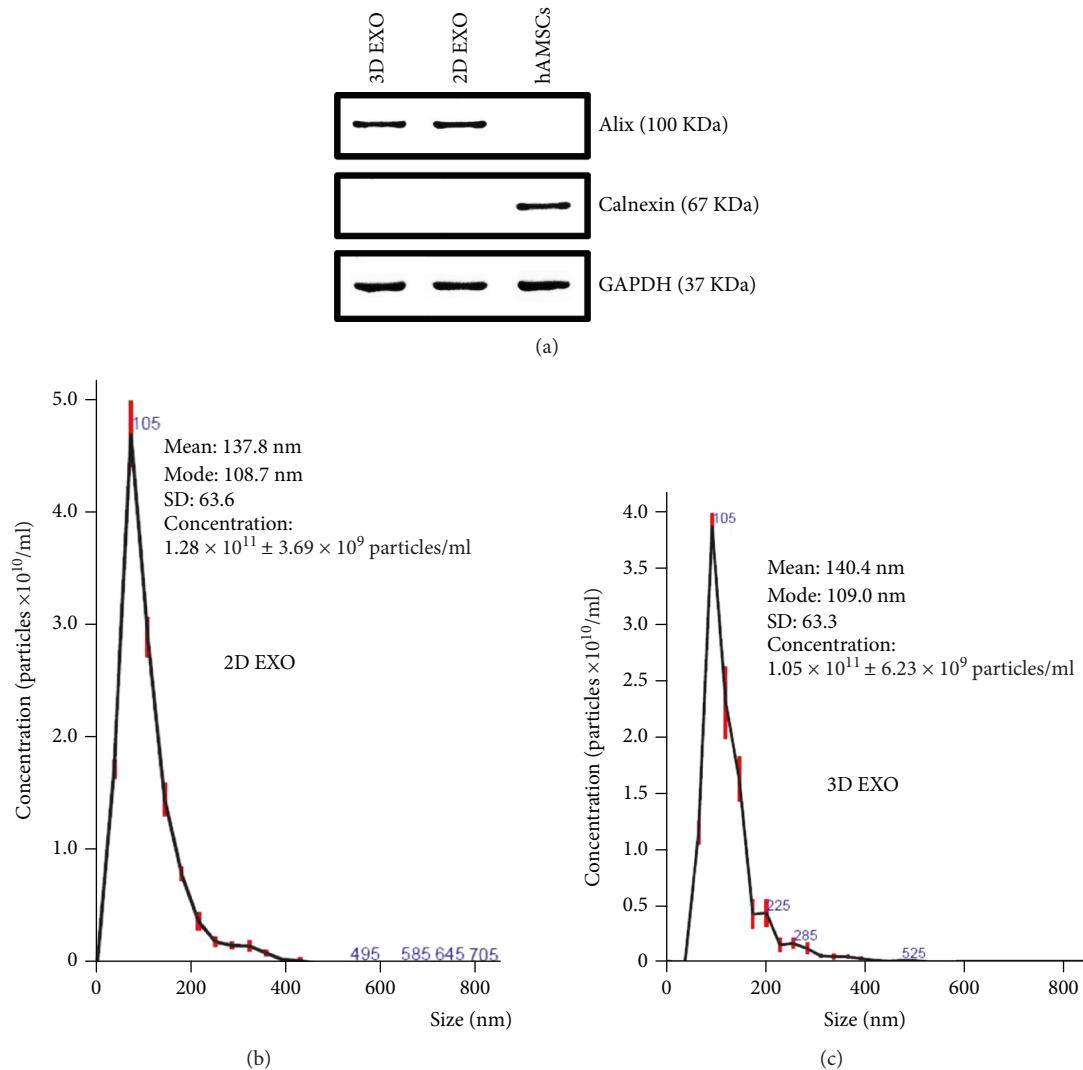 3D EXO
2D EXO
hAMSCs
Alix (100 KDa)
Calnexin (67 KDa)
GAPDH (37 KDa)
(a)
Concentration (particles ×10¹⁰/ml)
5.0
4.0
3.0
2.0
1.0
0
105
Mean: 137.8 nm
Mode: 108.7 nm
SD: 63.6
Concentration:
1.28 × 10¹¹ ± 3.69 × 10⁹ particles/ml
2D EXO
495 585 645 705
0 200 400 600 800
Size (nm)
(b)
Concentration (particles ×10¹⁰/ml)
4.0
3.5
3.0
2.5
2.0
1.5
1.0
0.5
0
105
Mean: 140.4 nm
Mode: 109.0 nm
SD: 63.3
Concentration:
1.05 × 10¹¹ ± 6.23 × 10⁹ particles/ml
3D EXO
225
285
525
0 200 400 600 800
Size (nm)
(c)